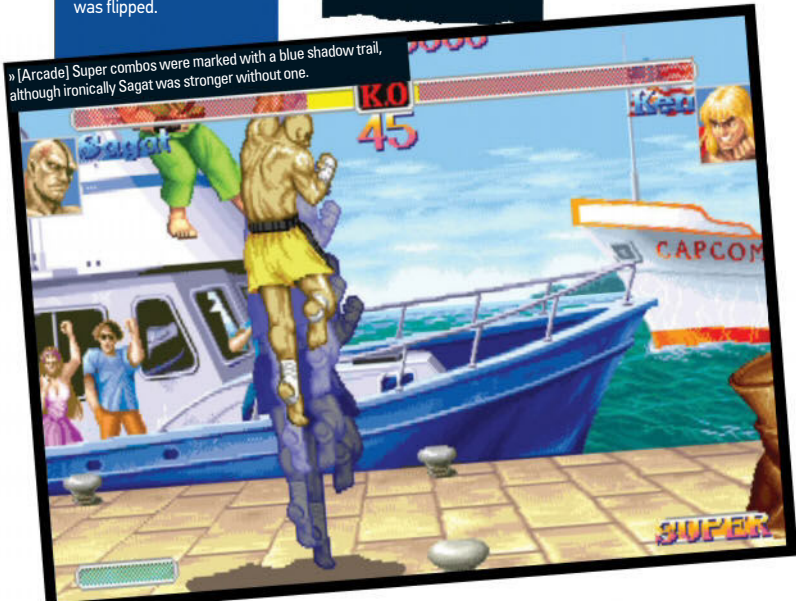 was flipped.
» [Arcade] Super combos were marked with a blue shadow trail,
although ironically Sagat was stronger without one.
K.O
45
Sagat
Ken
CAPCOM
SUPER